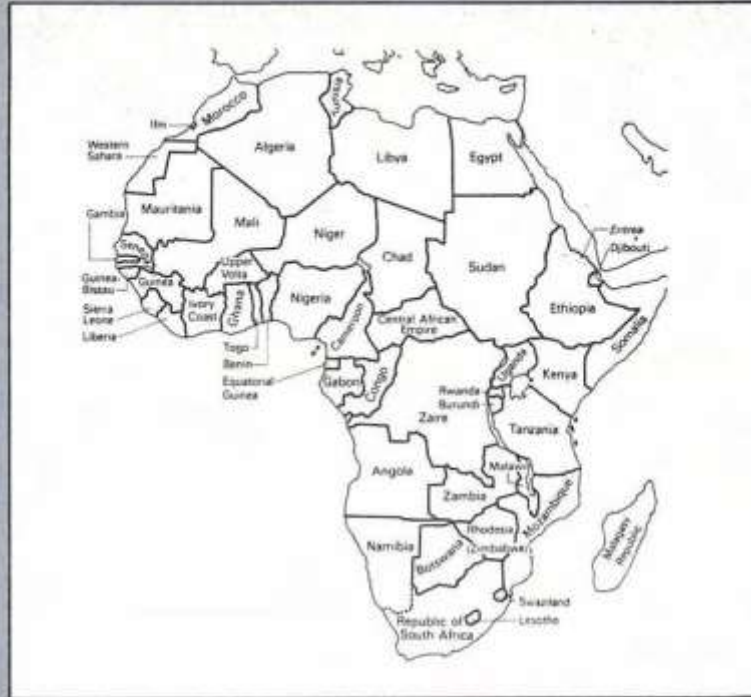 Tunisia
Morocco
Ifni
Western
Sahara
Algeria
Libya
Egypt
Mauritania
Mali
Niger
Chad
Sudan
Eritrea
Djibouti
Gambia
Senegal
Guinea-
Bissau
Guinea
Upper
Volta
Sierra
Leone
Liberia
Ivory
Coast
Ghana
Togo
Benin
Nigeria
Cameroon
Central African
Empire
Ethiopia
Somalia
Equatorial
Guinea
Gabon
Congo
Zaire
Uganda
Kenya
Rwanda
Burundi
Tanzania
Angola
Zambia
Malawi
Mozambique
Malagasy
Republic
Namibia
Botswana
Rhodesia
(Zimbabwe)
Swaziland
Lesotho
Republic of
South Africa